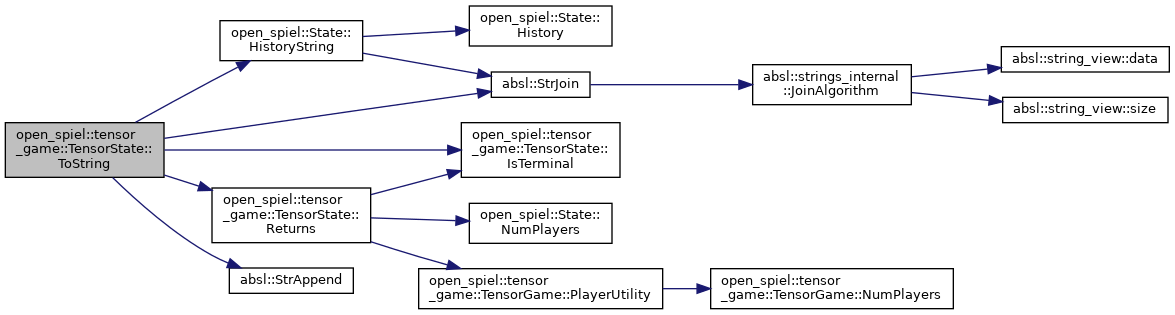 open_spiel::tensor
_game::TensorState::
ToString
open_spiel::State::
HistoryString
open_spiel::State::
History
absl::StrJoin
absl::strings_internal
::JoinAlgorithm
absl::string_view::data
absl::string_view::size
open_spiel::tensor
_game::TensorState::
IsTerminal
open_spiel::tensor
_game::TensorState::
Returns
open_spiel::State::
NumPlayers
open_spiel::tensor
_game::TensorGame::PlayerUtility
open_spiel::tensor
_game::TensorGame::NumPlayers
absl::StrAppend